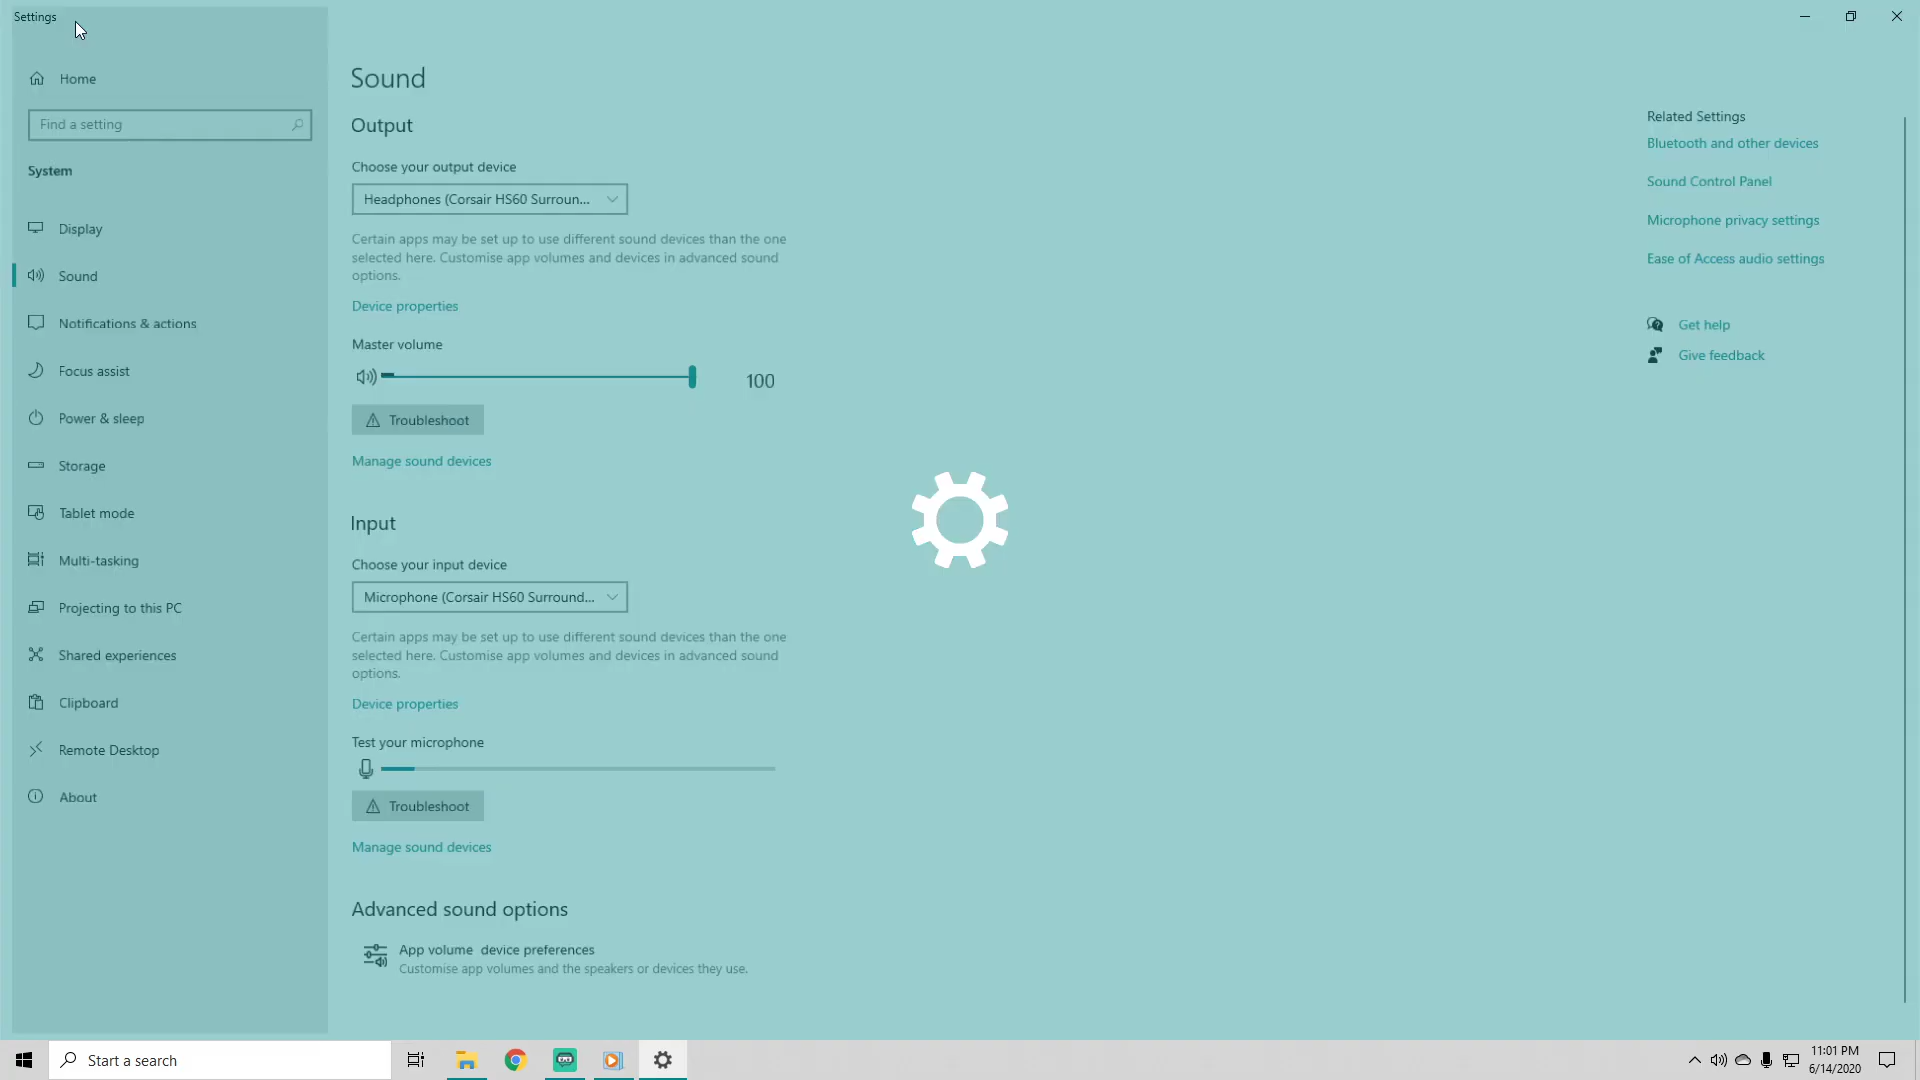 Settings
Home
Find a setting
System
Display
Sound
Notifications & actions
Focus assist
Power & sleep
Storage
Tablet mode
Multi-tasking
Projecting to this PC
Shared experiences
Clipboard
Remote Desktop
About
Sound
Output
Choose your output device
Headphones (Corsair HS60 Surroun...
Certain apps may be set up to use different sound devices than the one
selected here. Customise app volumes and devices in advanced sound
options.
Device properties
Master volume
100
Troubleshoot
Manage sound devices
Input
Choose your input device
Microphone (Corsair HS60 Surround...
Certain apps may be set up to use different sound devices than the one
selected here. Customise app volumes and devices in advanced sound
options.
Device properties
Test your microphone
Troubleshoot
Manage sound devices
Advanced sound options
App volume device preferences
Customise app volumes and the speakers or devices they use.
Related Settings
Bluetooth and other devices
Sound Control Panel
Microphone privacy settings
Ease of Access audio settings
Get help
Give feedback
Start a search
11:01 PM
6/14/2020